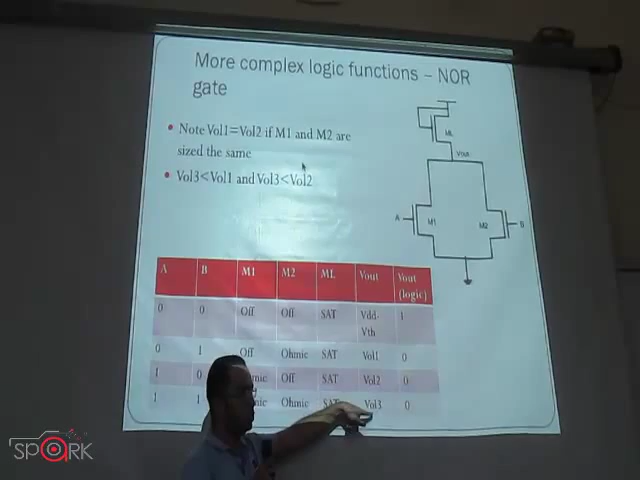 More complex logic functions – NOR
gate
• Note Vol1=Vol2 if M1 and M2 are
sized the same
• Vol3<Vol1 and Vol3<Vol2
ML
Vout
A
M1
M2
B
A B M1 M2 ML Vout Vout (logic)
0 0 Off Off SAT Vdd-Vth 1
0 1 Off Ohmic SAT Vol1 0
1 0 Off SAT Vol2 0
1 1 Ohmic Vol3 0
SPARK